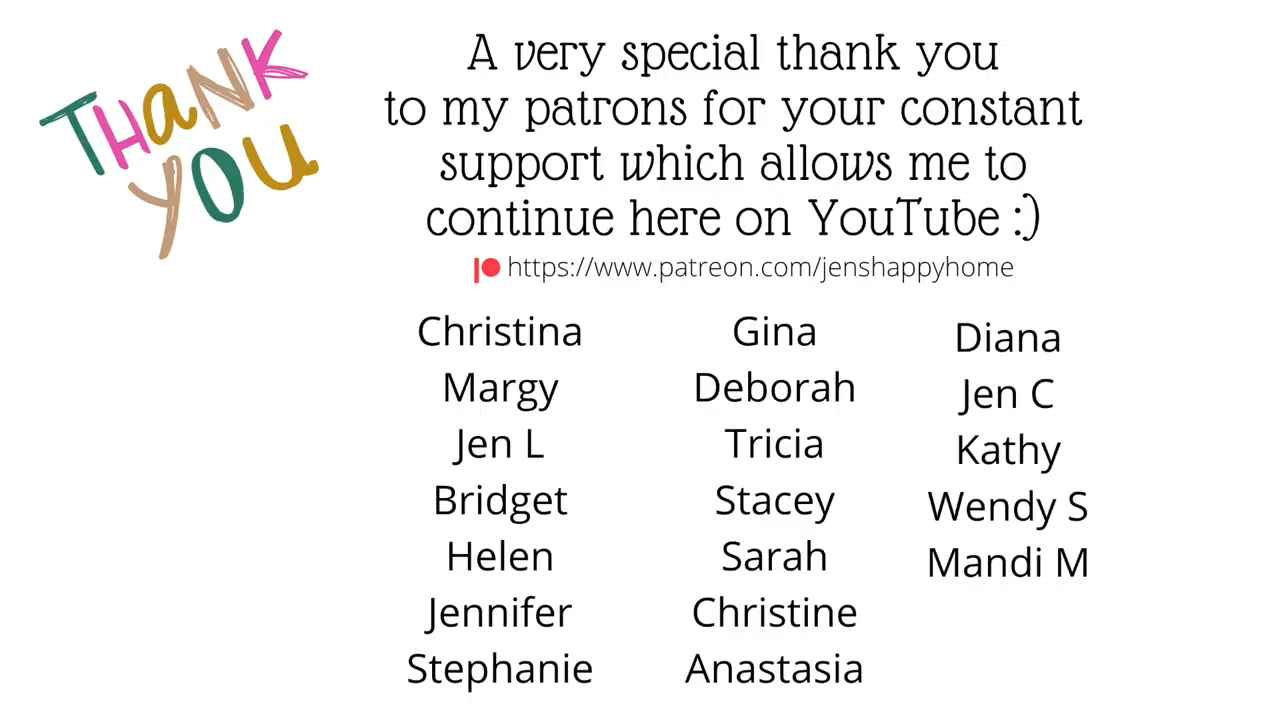 THANK
YOU
A very special thank you
to my patrons for your constant
support which allows me to
continue here on YouTube :)
https://www.patreon.com/jenshappyhome
Christina
Margy
Jen L
Bridget
Helen
Jennifer
Stephanie
Gina
Deborah
Tricia
Stacey
Sarah
Christine
Anastasia
Diana
Jen C
Kathy
Wendy S
Mandi M